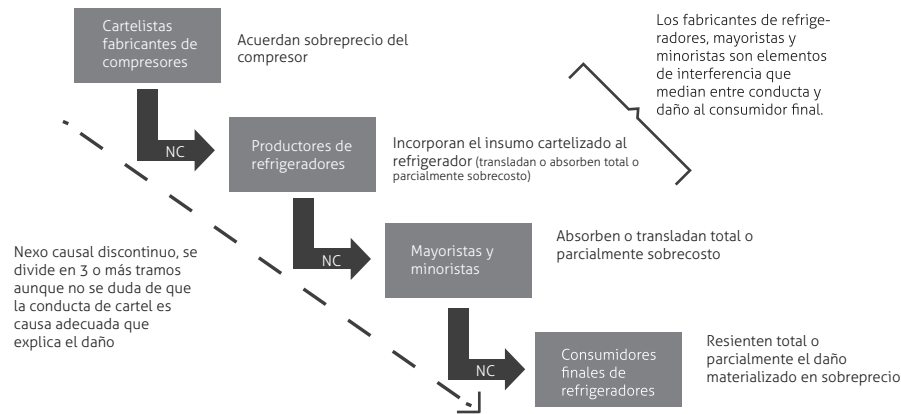 Cartelistas
fabricantes de
compresores
Acuerdan sobreprecio del
compresor
Los fabricantes de refrige-
radores, mayoristas y
minoristas son elementos
de interferencia que
median entre conducta y
daño al consumidor final.
NC
Productores de
refrigeradores
Incorporan el insumo cartelizado al
refrigerador (transladan o absorben total o
parcialmente sobrecosto)
Nexo causal discontinuo, se
divide en 3 o más tramos
aunque no se duda de que
la conducta de cartel es
causa adecuada que
explica el daño
NC
Mayoristas y
minoristas
Absorben o transladan total o
parcialmente sobrecosto
NC
Consumidores
finales de
refrigeradores
Resienten total o
parcialmente el daño
materializado en sobreprecio